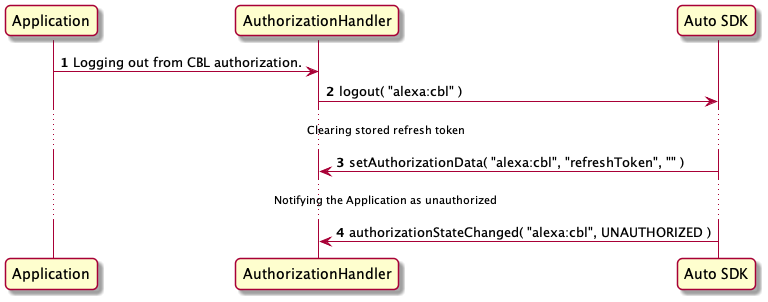 Application
AuthorizationHandler
Auto SDK
1 Logging out from CBL authorization.
2 logout( "alexa:cbl" )
Clearing stored refresh token
3 setAuthorizationData( "alexa:cbl", "refreshToken", "" )
Notifying the Application as unauthorized
4 authorizationStateChanged( "alexa:cbl", UNAUTHORIZED )
Application
AuthorizationHandler
Auto SDK